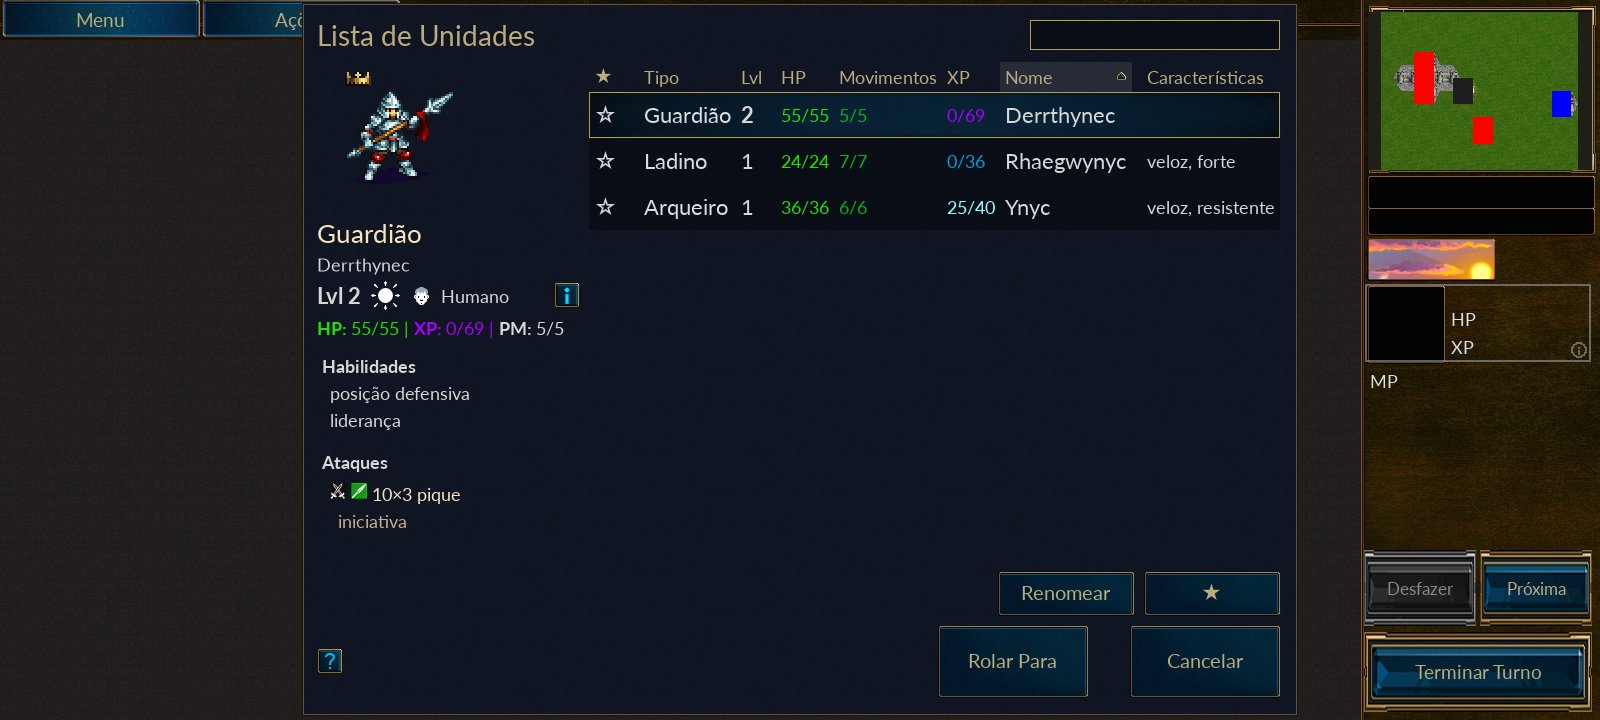 Menu
Açõ
Lista de Unidades
★ Tipo Lvl HP Movimentos XP Nome Características
☆ Guardião 2 55/55 5/5 0/69 Derrthynec
☆ Ladino 1 24/24 7/7 0/36 Rhaegwynyc veloz, forte
☆ Arqueiro 1 36/36 6/6 25/40 Ynyc veloz, resistente
Guardião
Derrthynec
Lvl 2 Humano i
HP: 55/55 | XP: 0/69 | PM: 5/5
Habilidades
posição defensiva
liderança
Ataques
10×3 pique
iniciativa
Renomear ★
? Rolar Para Cancelar
HP
XP
MP
Desfazer Próxima
Terminar Turno